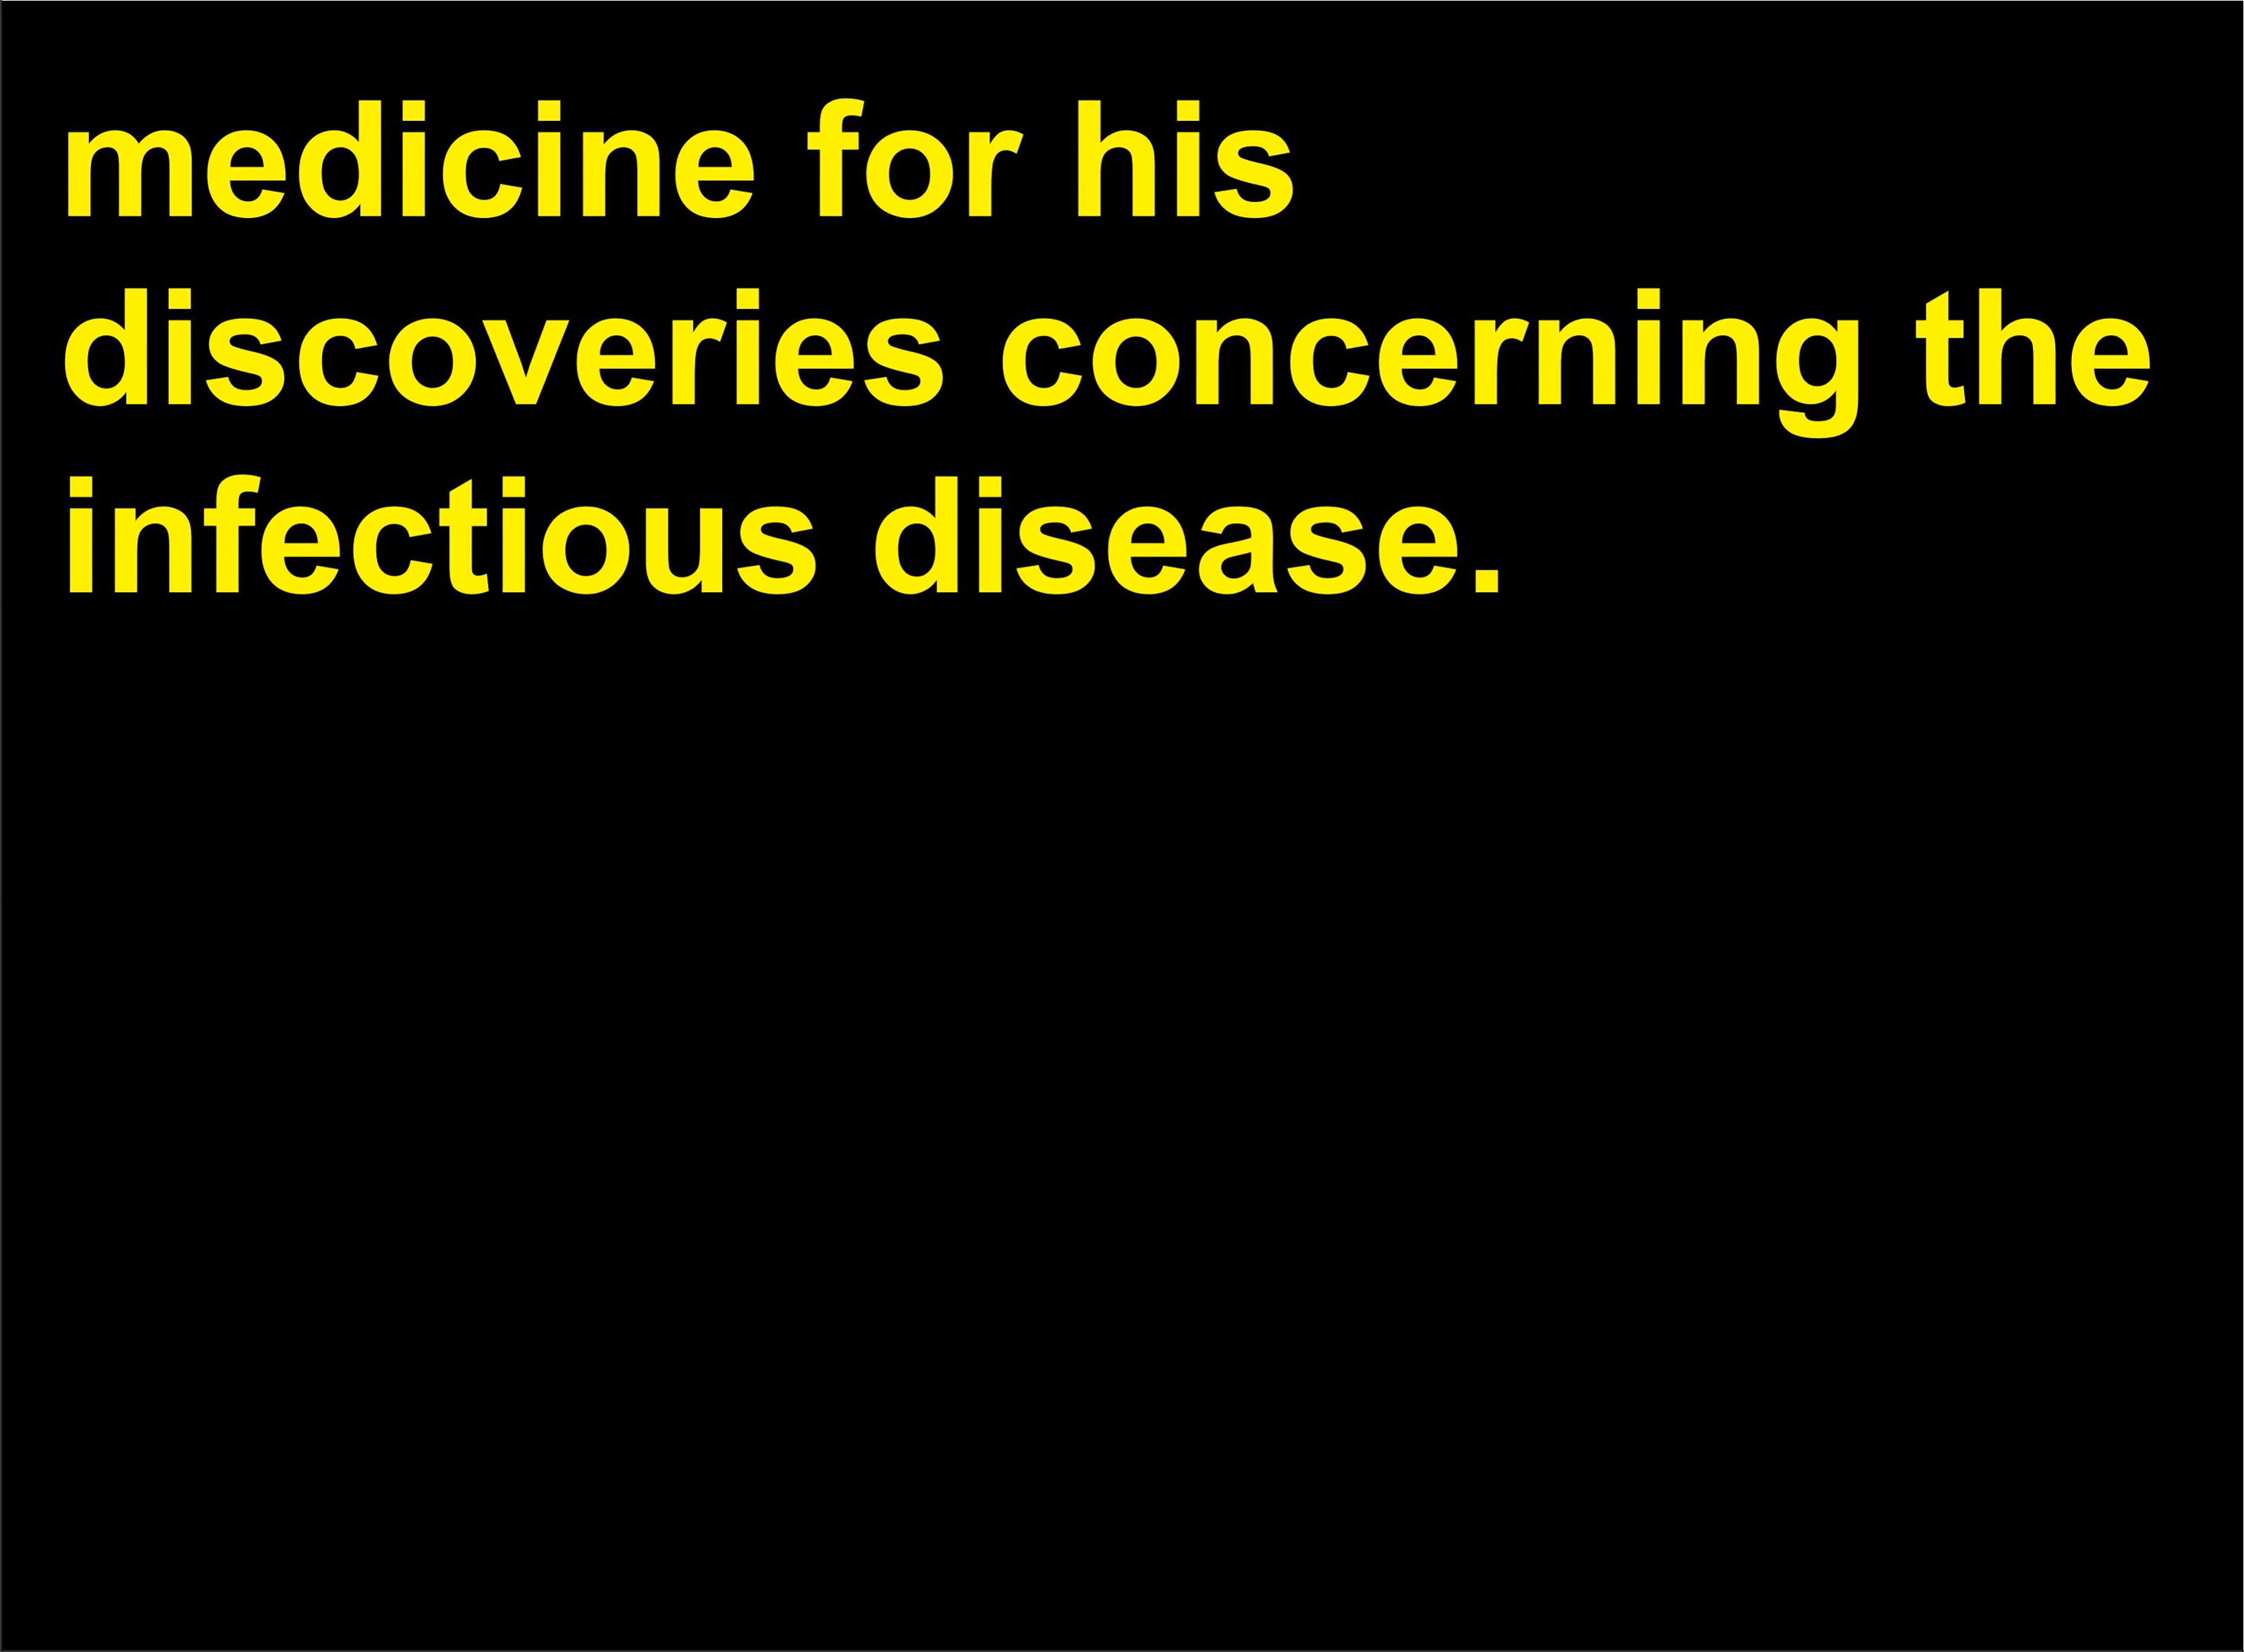 medicine for his
discoveries concerning the
infectious disease.